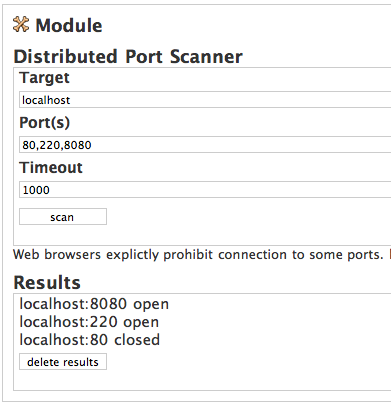 Module
Distributed Port Scanner
Target
localhost
Port(s)
80,220,8080
Timeout
1000
scan
Web browsers explictly prohibit connection to some ports.
Results
localhost:8080 open
localhost:220 open
localhost:80 closed
delete results